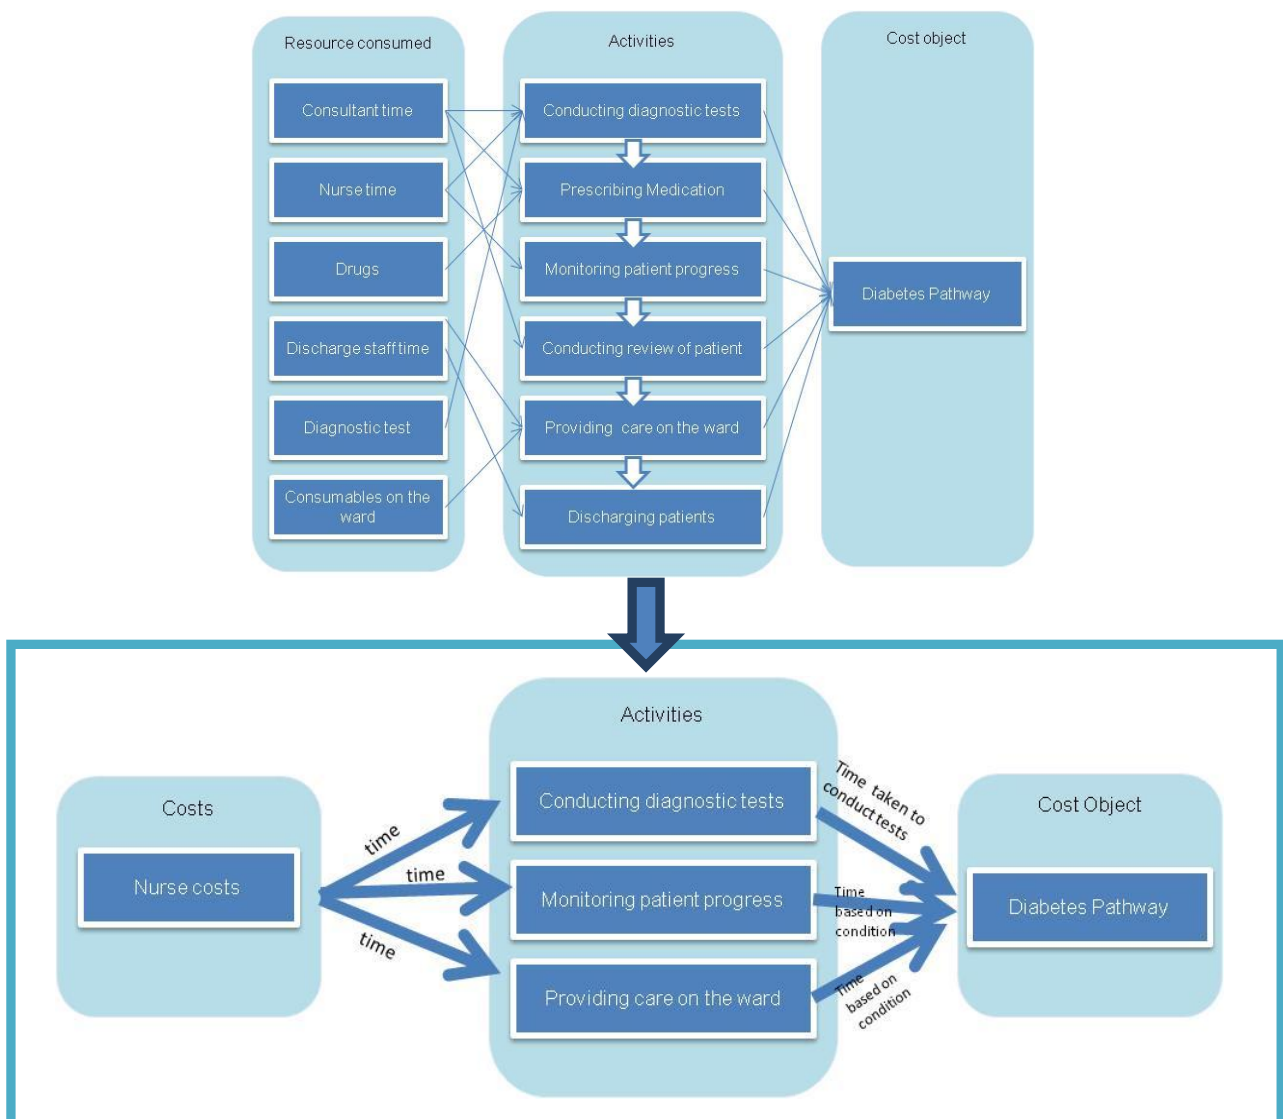 Resource consumed
Consultant time
Nurse time
Drugs
Discharge staff time
Diagnostic test
Consumables on the
ward
Activities
Conducting diagnostic tests
Prescribing Medication
Monitoring patient progress
Conducting review of patient
Providing care on the ward
Discharging patients
Cost object
Diabetes Pathway
Costs
Nurse costs
time
time
time
Activities
Conducting diagnostic tests
Monitoring patient progress
Providing care on the ward
Time taken to
conduct tests
Time
based on
condition
Time
based on
condition
Cost Object
Diabetes Pathway